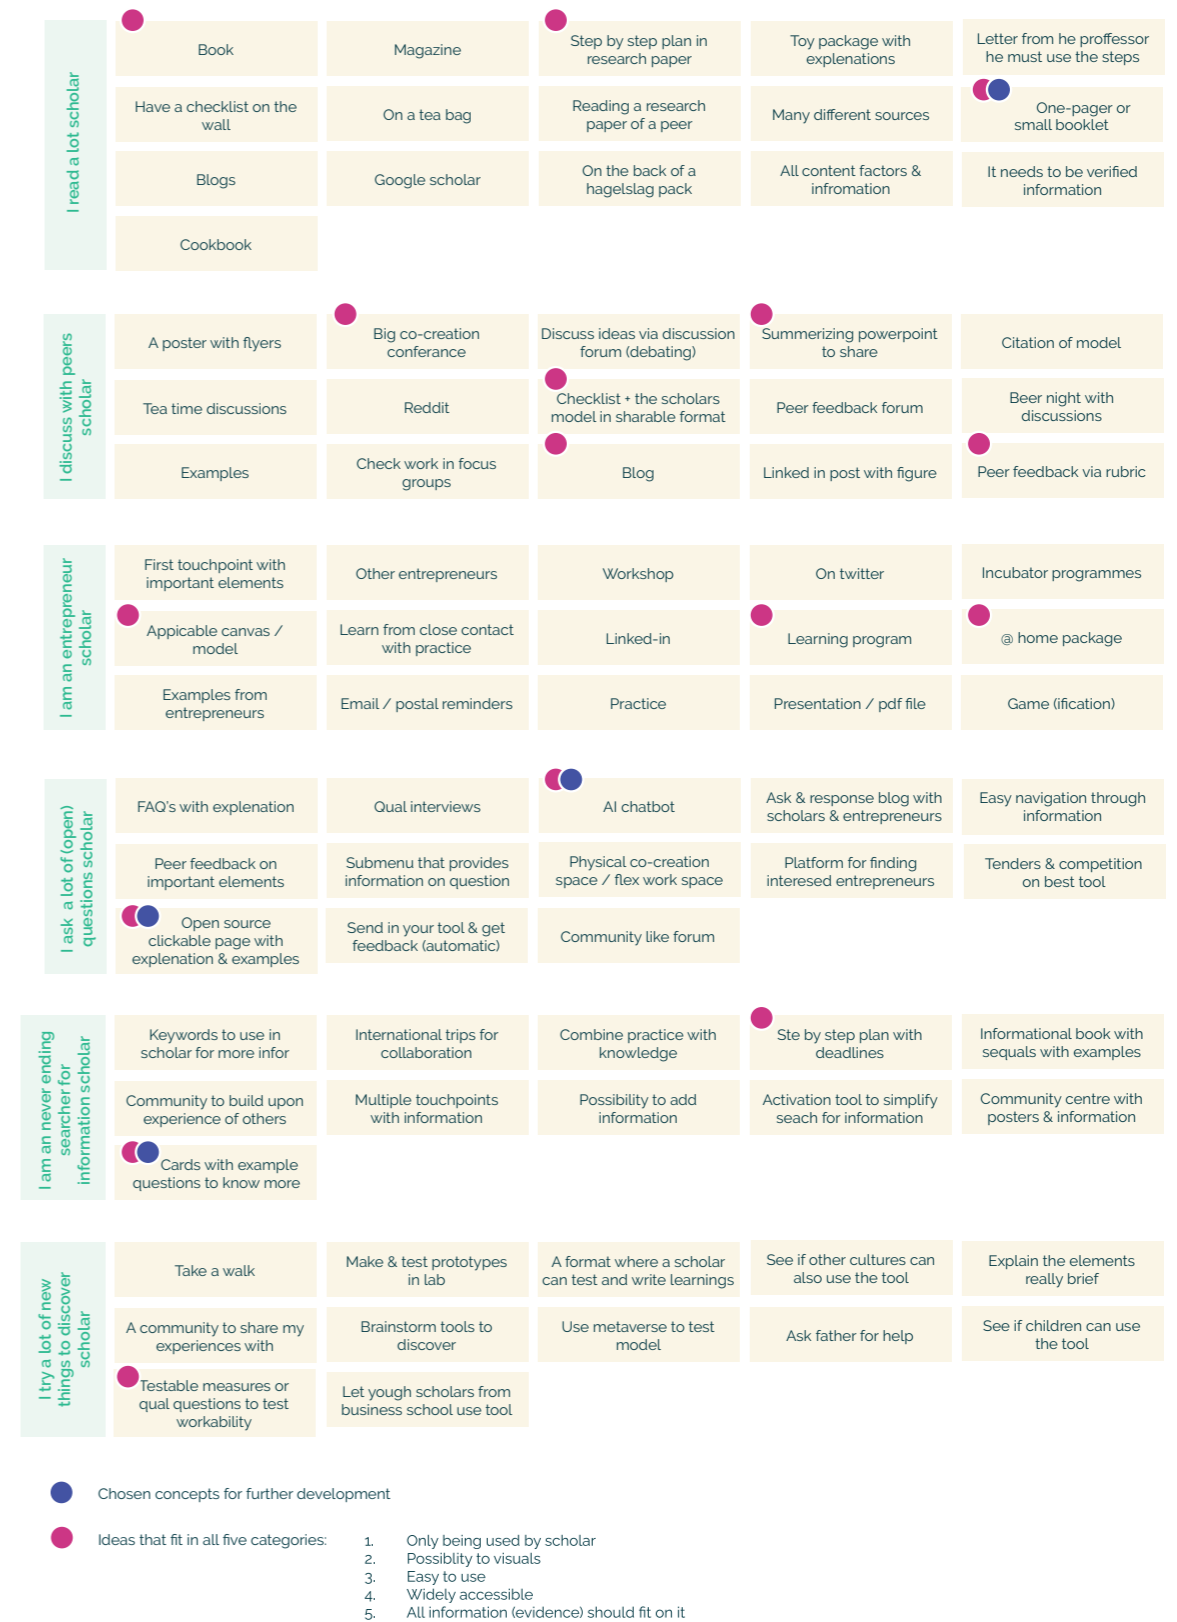 I read a lot scholar
Book
Magazine
Step by step plan in
research paper
Toy package with
explenations
Letter from he proffessor
he must use the steps
Have a checklist on the
wall
On a tea bag
Reading a research
paper of a peer
Many different sources
One-pager or
small booklet
Blogs
Google scholar
On the back of a
hagelslag pack
All content factors &
infromation
It needs to be verified
information
Cookbook
I discuss with peers
scholar
A poster with flyers
Big co-creation
conferance
Discuss ideas via discussion
forum (debating)
Summerizing powerpoint
to share
Citation of model
Tea time discussions
Reddit
Checklist + the scholars
model in sharable format
Peer feedback forum
Beer night with
discussions
Examples
Check work in focus
groups
Blog
Linked in post with figure
Peer feedback via rubric
I am an entrepreneur
scholar
First touchpoint with
important elements
Other entrepreneurs
Workshop
On twitter
Incubator programmes
Appicable canvas /
model
Learn from close contact
with practice
Linked-in
Learning program
@ home package
Examples from
entrepreneurs
Email / postal reminders
Practice
Presentation / pdf file
Game (ification)
I ask a lot of (open)
questions scholar
FAQ's with explenation
Qual interviews
AI chatbot
Ask & response blog with
scholars & entrepreneurs
Easy navigation through
information
Peer feedback on
important elements
Submenu that provides
information on question
Physical co-creation
space / flex work space
Platform for finding
interesed entrepreneurs
Tenders & competition
on best tool
Open source
clickable page with
explenation & examples
Send in your tool & get
feedback (automatic)
Community like forum
I am an never ending
searcher for
information scholar
Keywords to use in
scholar for more infor
International trips for
collaboration
Combine practice with
knowledge
Ste by step plan with
deadlines
Informational book with
sequals with examples
Community to build upon
experience of others
Multiple touchpoints
with information
Possibility to add
information
Activation tool to simplify
seach for information
Community centre with
posters & information
Cards with example
questions to know more
I try a lot of new
things to discover
scholar
Take a walk
Make & test prototypes
in lab
A format where a scholar
can test and write learnings
See if other cultures can
also use the tool
Explain the elements
really brief
A community to share my
experiences with
Brainstorm tools to
discover
Use metaverse to test
model
Ask father for help
See if children can use
the tool
Testable measures or
qual questions to test
workability
Let yough scholars from
business school use tool
Chosen concepts for further development
Ideas that fit in all five categories:
1. Only being used by scholar
2. Possiblity to visuals
3. Easy to use
4. Widely accessible
5. All information (evidence) should fit on it